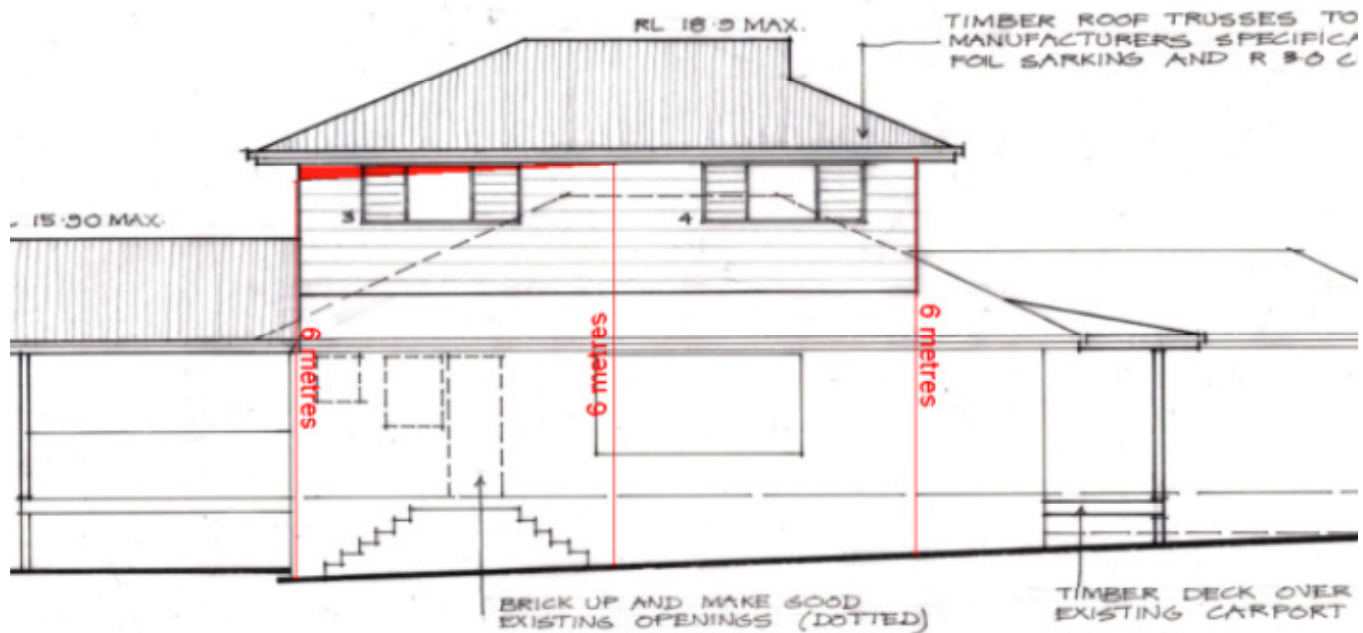 RL 18.9 MAX.
TIMBER ROOF TRUSSES TO
MANUFACTURERS SPECIFICA
FOIL SARKING AND R 3.0 C
15.90 MAX.
3
4
6 metres
6 metres
6 metres
BRICK UP AND MAKE GOOD
EXISTING OPENINGS (DOTTED)
TIMBER DECK OVER
EXISTING CARPORT